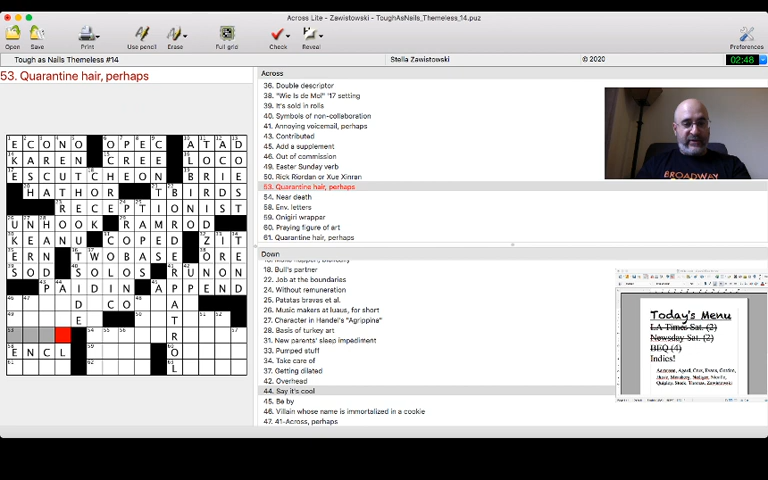 Across Lite - Zawistowski - ToughAsNails_Themeless_14.puz
Open
Save
Print
Use pencil
Erase
Full grid
Check
Reveal
Preferences
Tough as Nails Themeless #14
Stella Zawistowski
© 2020
02:48
53. Quarantine hair, perhaps
ECONO OPEC ATAD
KAREN CREE LOCO
ESCUTCHEON BRIE
HATHOR TBIRDS
RECEPTIONIST
UNHOOK RAMROD
KEANU COPED ZIT
ERN TWOBASE ORE
SOD SOLOS RUNON
PAIDIN APPEND
D A
I CO T
E T
R
ENCL O
L
Across
36. Double descriptor
38. "Wie Is de Mol" '17 setting
39. It's sold in rolls
40. Symbols of non-collaboration
41. Annoying voicemail, perhaps
43. Contributed
45. Add a supplement
46. Out of commission
49. Easter Sunday verb
50. Rick Riordan or Xue Xinran
53. Quarantine hair, perhaps
54. Near death
58. Env. letters
59. Onigiri wrapper
60. Praying figure of art
61. Quarantine hair, perhaps
Down
18. Bull's partner
21. Job at the boundaries
24. Without remuneration
25. Patatas bravas et al.
26. Music makers at luaus, for short
27. Character in Handel's "Agrippina"
28. Basis of turkey art
31. New parents' sleep impediment
33. Pumped stuff
34. Take care of
37. Getting dilated
42. Overhead
44. Say it's cool
45. Be by
46. Villain whose name is immortalized in a cookie
47. 41-Across, perhaps
BROADWAY
Today's Menu
LA Times Sat. (2)
Newsday Sat. (2)
BEQ (4)
Indies!